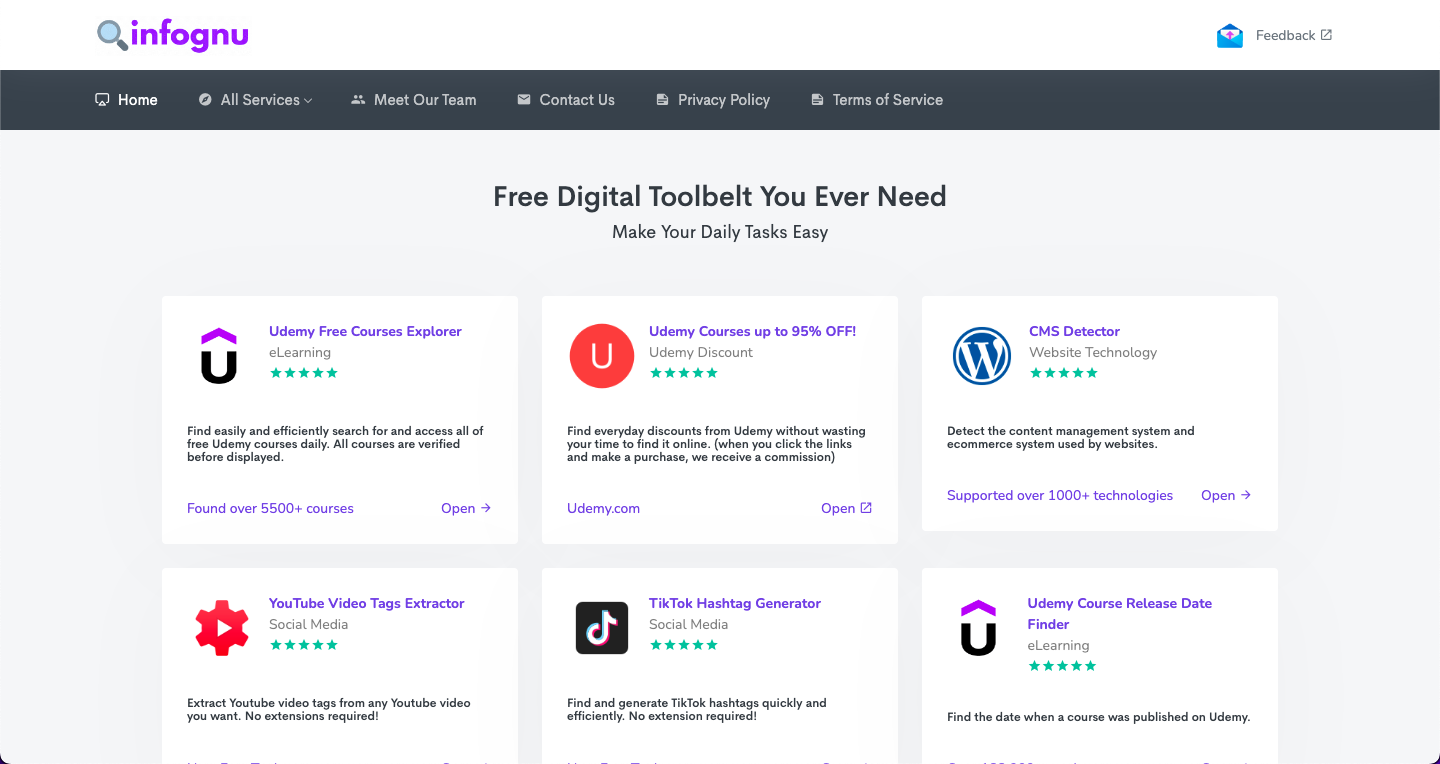 infognu
Feedback
Home All Services Meet Our Team Contact Us Privacy Policy Terms of Service
Free Digital Toolbelt You Ever Need
Make Your Daily Tasks Easy
Udemy Free Courses Explorer
eLearning
Find easily and efficiently search for and access all of
free Udemy courses daily. All courses are verified
before displayed.
Found over 5500+ courses Open
U
Udemy Courses up to 95% OFF!
Udemy Discount
Find everyday discounts from Udemy without wasting
your time to find it online. (when you click the links
and make a purchase, we receive a commission)
Udemy.com Open
CMS Detector
Website Technology
Detect the content management system and
ecommerce system used by websites.
Supported over 1000+ technologies Open
YouTube Video Tags Extractor
Social Media
Extract Youtube video tags from any Youtube video
you want. No extensions required!
TikTok Hashtag Generator
Social Media
Find and generate TikTok hashtags quickly and
efficiently. No extension required!
Udemy Course Release Date
Finder
eLearning
Find the date when a course was published on Udemy.